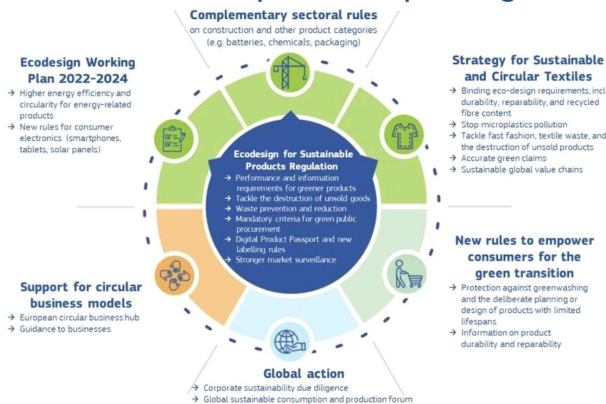 Complementary sectoral rules
on construction and other product categories
(e.g. batteries, chemicals, packaging)
Ecodesign Working
Plan 2022-2024
→ Higher energy efficiency and
circularity for energy-related
products
→ New rules for consumer
electronics (smartphones,
tablets, solar panels)
Strategy for Sustainable
and Circular Textiles
→ Binding eco-design requirements, incl
durability, reparability, and recycled
fibre content
→ Stop microplastics pollution
→ Tackle fast fashion, textile waste, and
the destruction of unsold products
→ Accurate green claims
→ Sustainable global value chains
Ecodesign for Sustainable
Products Regulation
→ Performance and information
requirements for greener products
→ Tackle the destruction of unsold goods
→ Waste prevention and reduction
→ Mandatory criteria for green public
procurement
→ Digital Product Passport and new
labelling rules
→ Stronger market surveillance
New rules to empower
consumers for the
green transition
→ Protection against greenwashing
and the deliberate planning or
design of products with limited
lifespans
→ Information on product
durability and reparability
Support for circular
business models
→ European circular business hub
→ Guidance to businesses
Global action
→ Corporate sustainability due diligence
→ Global sustainable consumption and production forum